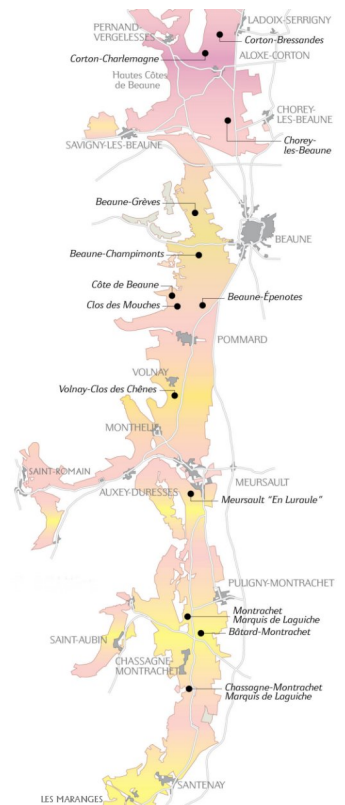 LADOIX-SERRIGNY
PERNAND-
VERGELESSES
Corton-Bressandes
Corton-Charlemagne
ALOXE-CORTON
Hautes Côtes
de Beaune
CHOREY-
LES-BEAUNE
SAVIGNY-LES-BEAUNE
Chorey-
les-Beaune
Beaune-Grèves
BEAUNE
Beaune-Champimonts
Côte de Beaune
Clos des Mouches
Beaune-Épenotes
POMMARD
VOLNAY
Volnay-Clos des Chênes
MONTHELIE
SAINT-ROMAIN
MEURSAULT
AUXEY-DURESSES
Meursault “En Luraule”
PULIGNY-MONTRACHET
Montrachet
Marquis de Laguiche
Bâtard-Montrachet
SAINT-AUBIN
CHASSAGNE-
MONTRACHET
Chassagne-Montrachet
Marquis de Laguiche
SANTENAY
LES MARANGES